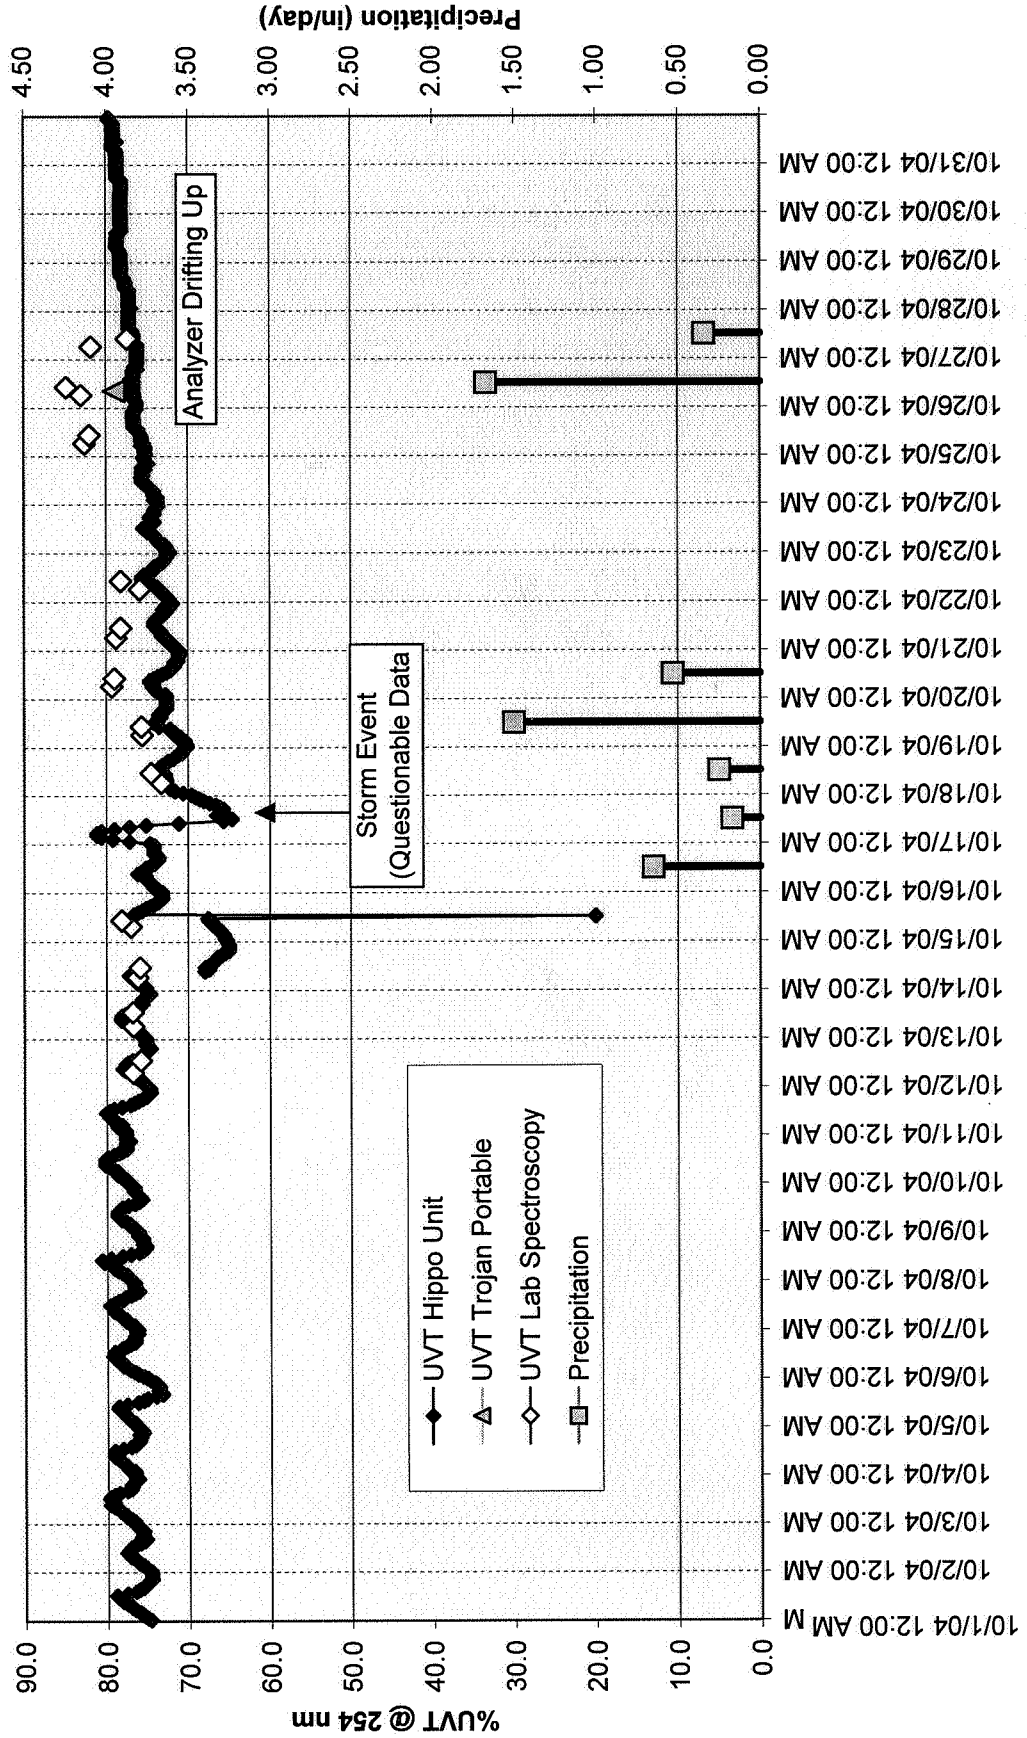 %UVT @ 254 nm
90.0
80.0
70.0
60.0
50.0
40.0
30.0
20.0
10.0
0.0
Storm Event
(Questionable Data
Analyzer Drifting Up
UVT Hippo Unit
UVT Trojan Portable
UVT Lab Spectroscopy
Precipitation
Precipitation (in/day)
4.50
4.00
3.50
3.00
2.50
2.00
1.50
1.00
0.50
0.00
10/1/04 12:00 AM
M
10/2/04 12:00 AM
10/3/04 12:00 AM
10/4/04 12:00 AM
10/5/04 12:00 AM
10/6/04 12:00 AM
10/7/04 12:00 AM
10/8/04 12:00 AM
10/9/04 12:00 AM
10/10/04 12:00 AM
10/11/04 12:00 AM
10/12/04 12:00 AM
10/13/04 12:00 AM
10/14/04 12:00 AM
10/15/04 12:00 AM
10/16/04 12:00 AM
10/17/04 12:00 AM
10/18/04 12:00 AM
10/19/04 12:00 AM
10/20/04 12:00 AM
10/21/04 12:00 AM
10/22/04 12:00 AM
10/23/04 12:00 AM
10/24/04 12:00 AM
10/25/04 12:00 AM
10/26/04 12:00 AM
10/27/04 12:00 AM
10/28/04 12:00 AM
10/29/04 12:00 AM
10/30/04 12:00 AM
10/31/04 12:00 AM